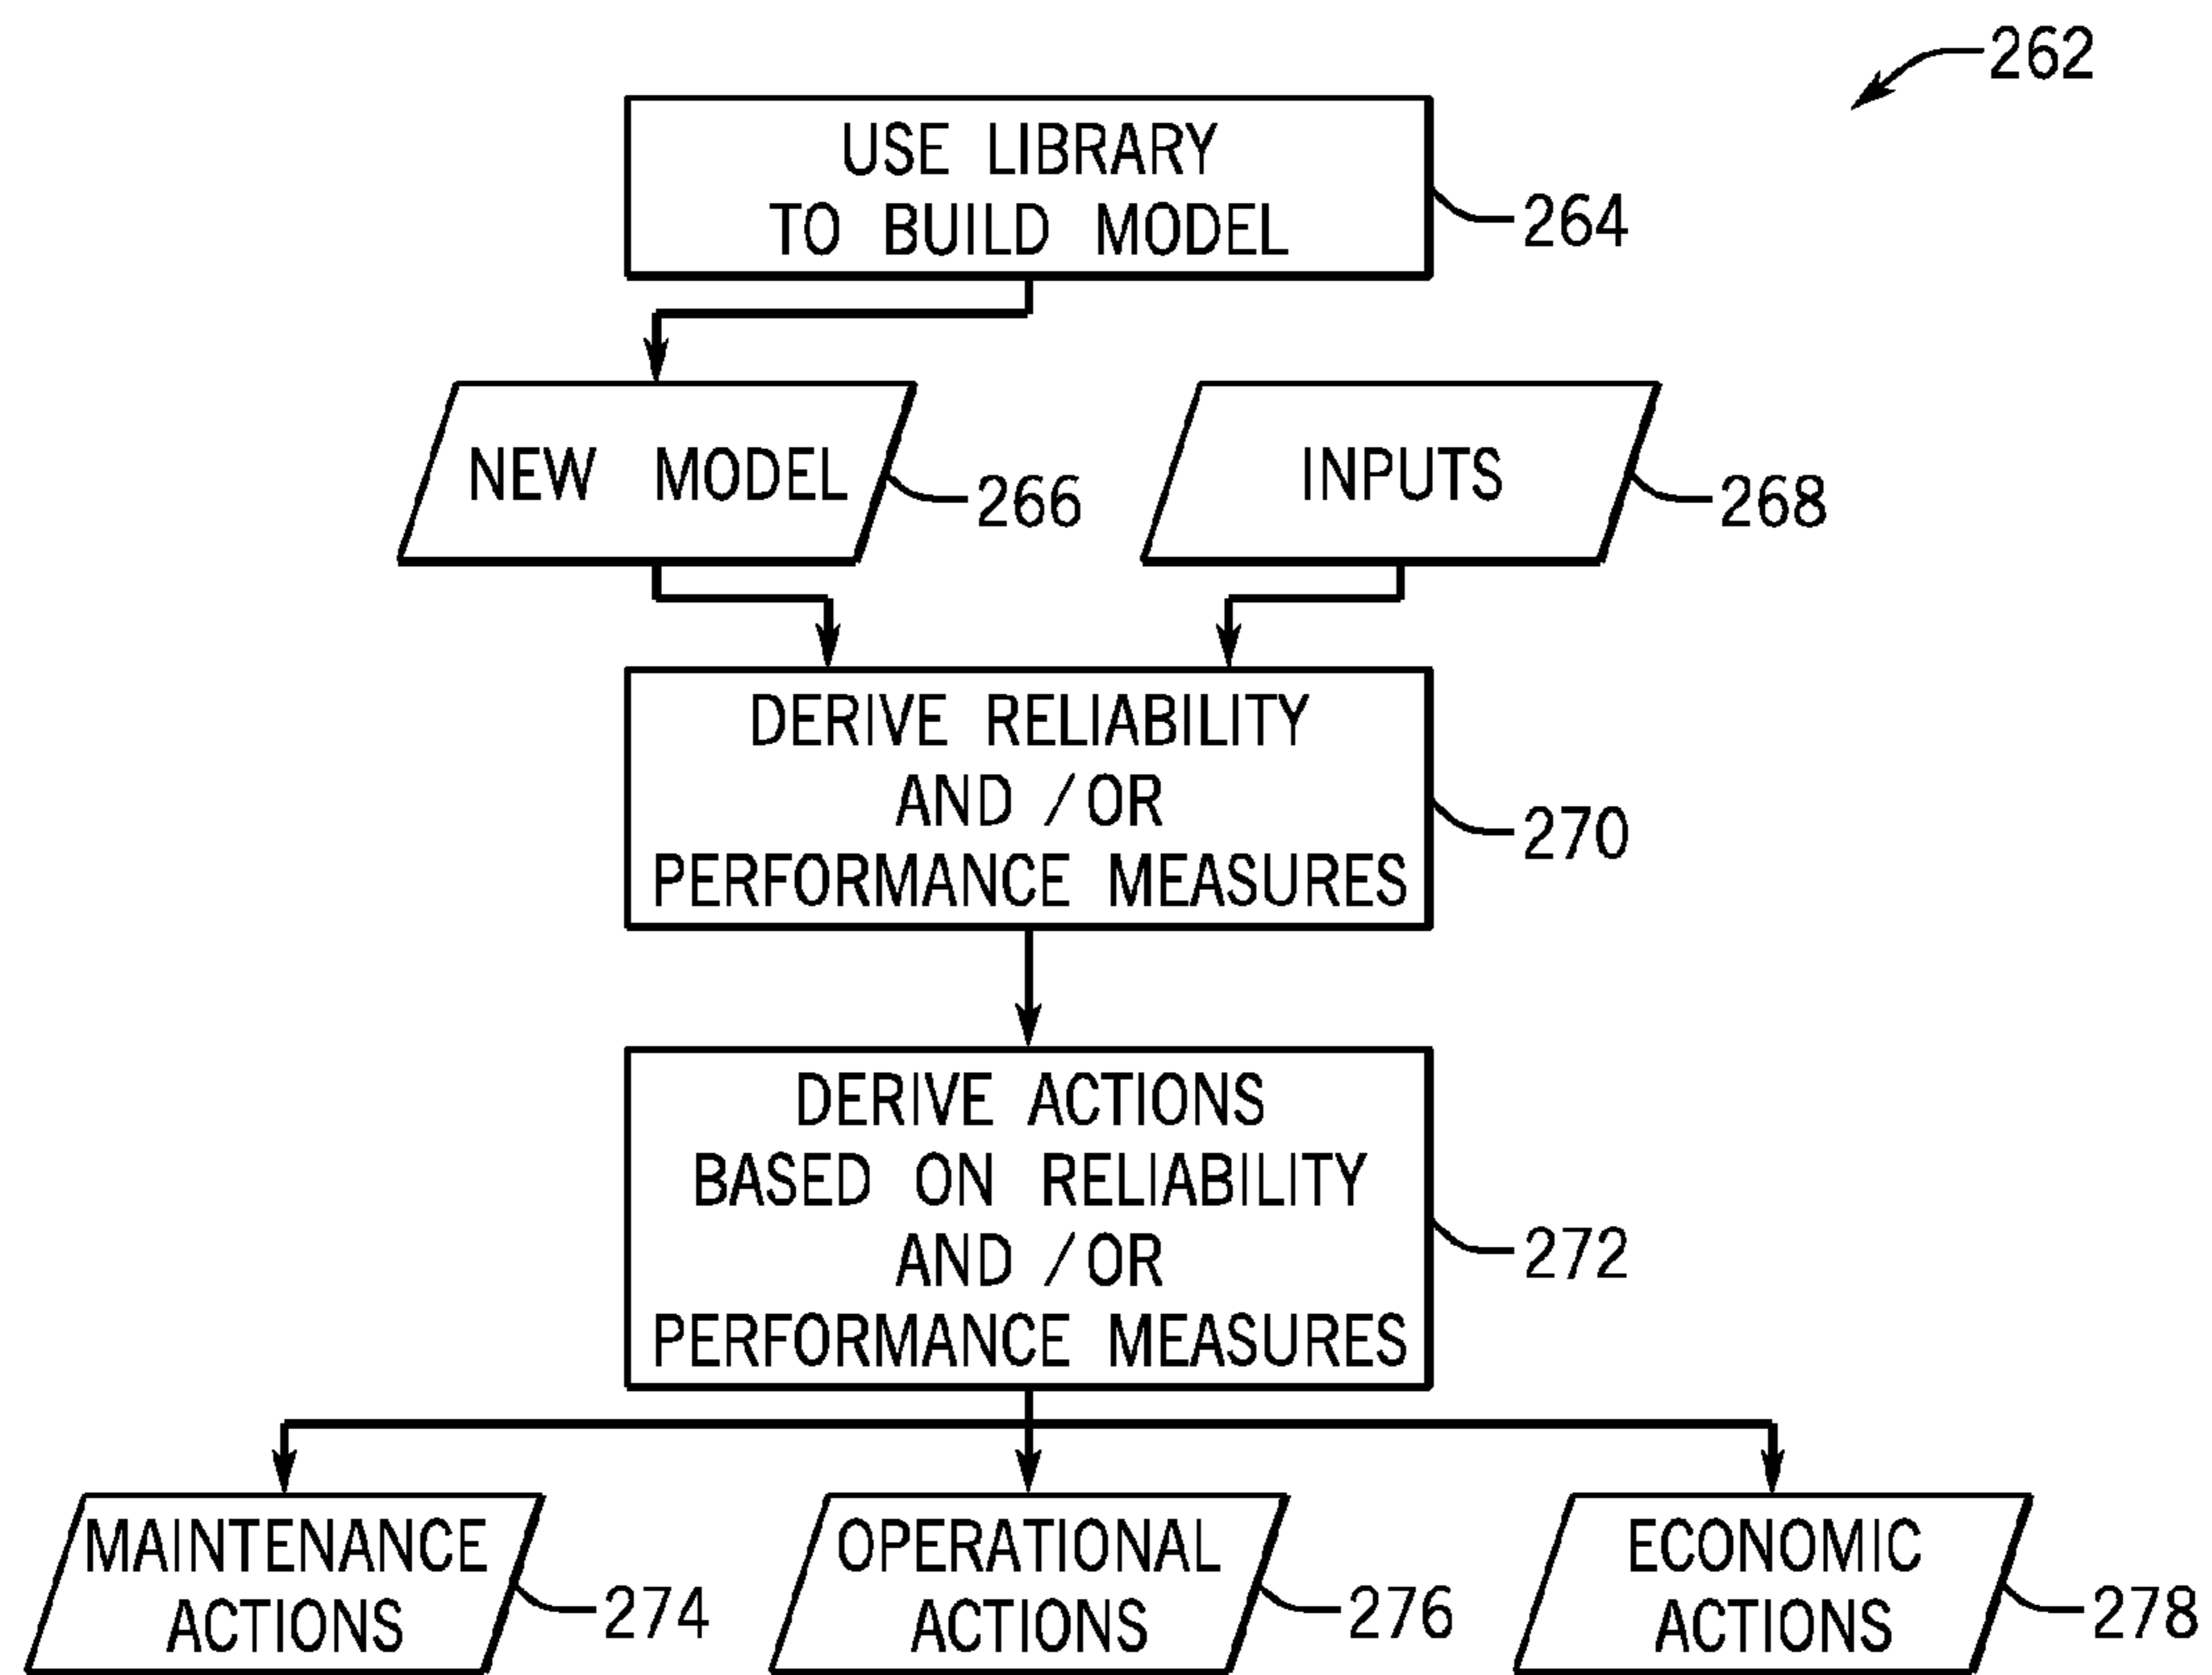 262
USE LIBRARY
TO BUILD MODEL
264
NEW MODEL
266
INPUTS
268
DERIVE RELIABILITY
AND /OR
PERFORMANCE MEASURES
270
DERIVE ACTIONS
BASED ON RELIABILITY
AND /OR
PERFORMANCE MEASURES
272
MAINTENANCE
ACTIONS
274
OPERATIONAL
ACTIONS
276
ECONOMIC
ACTIONS
278